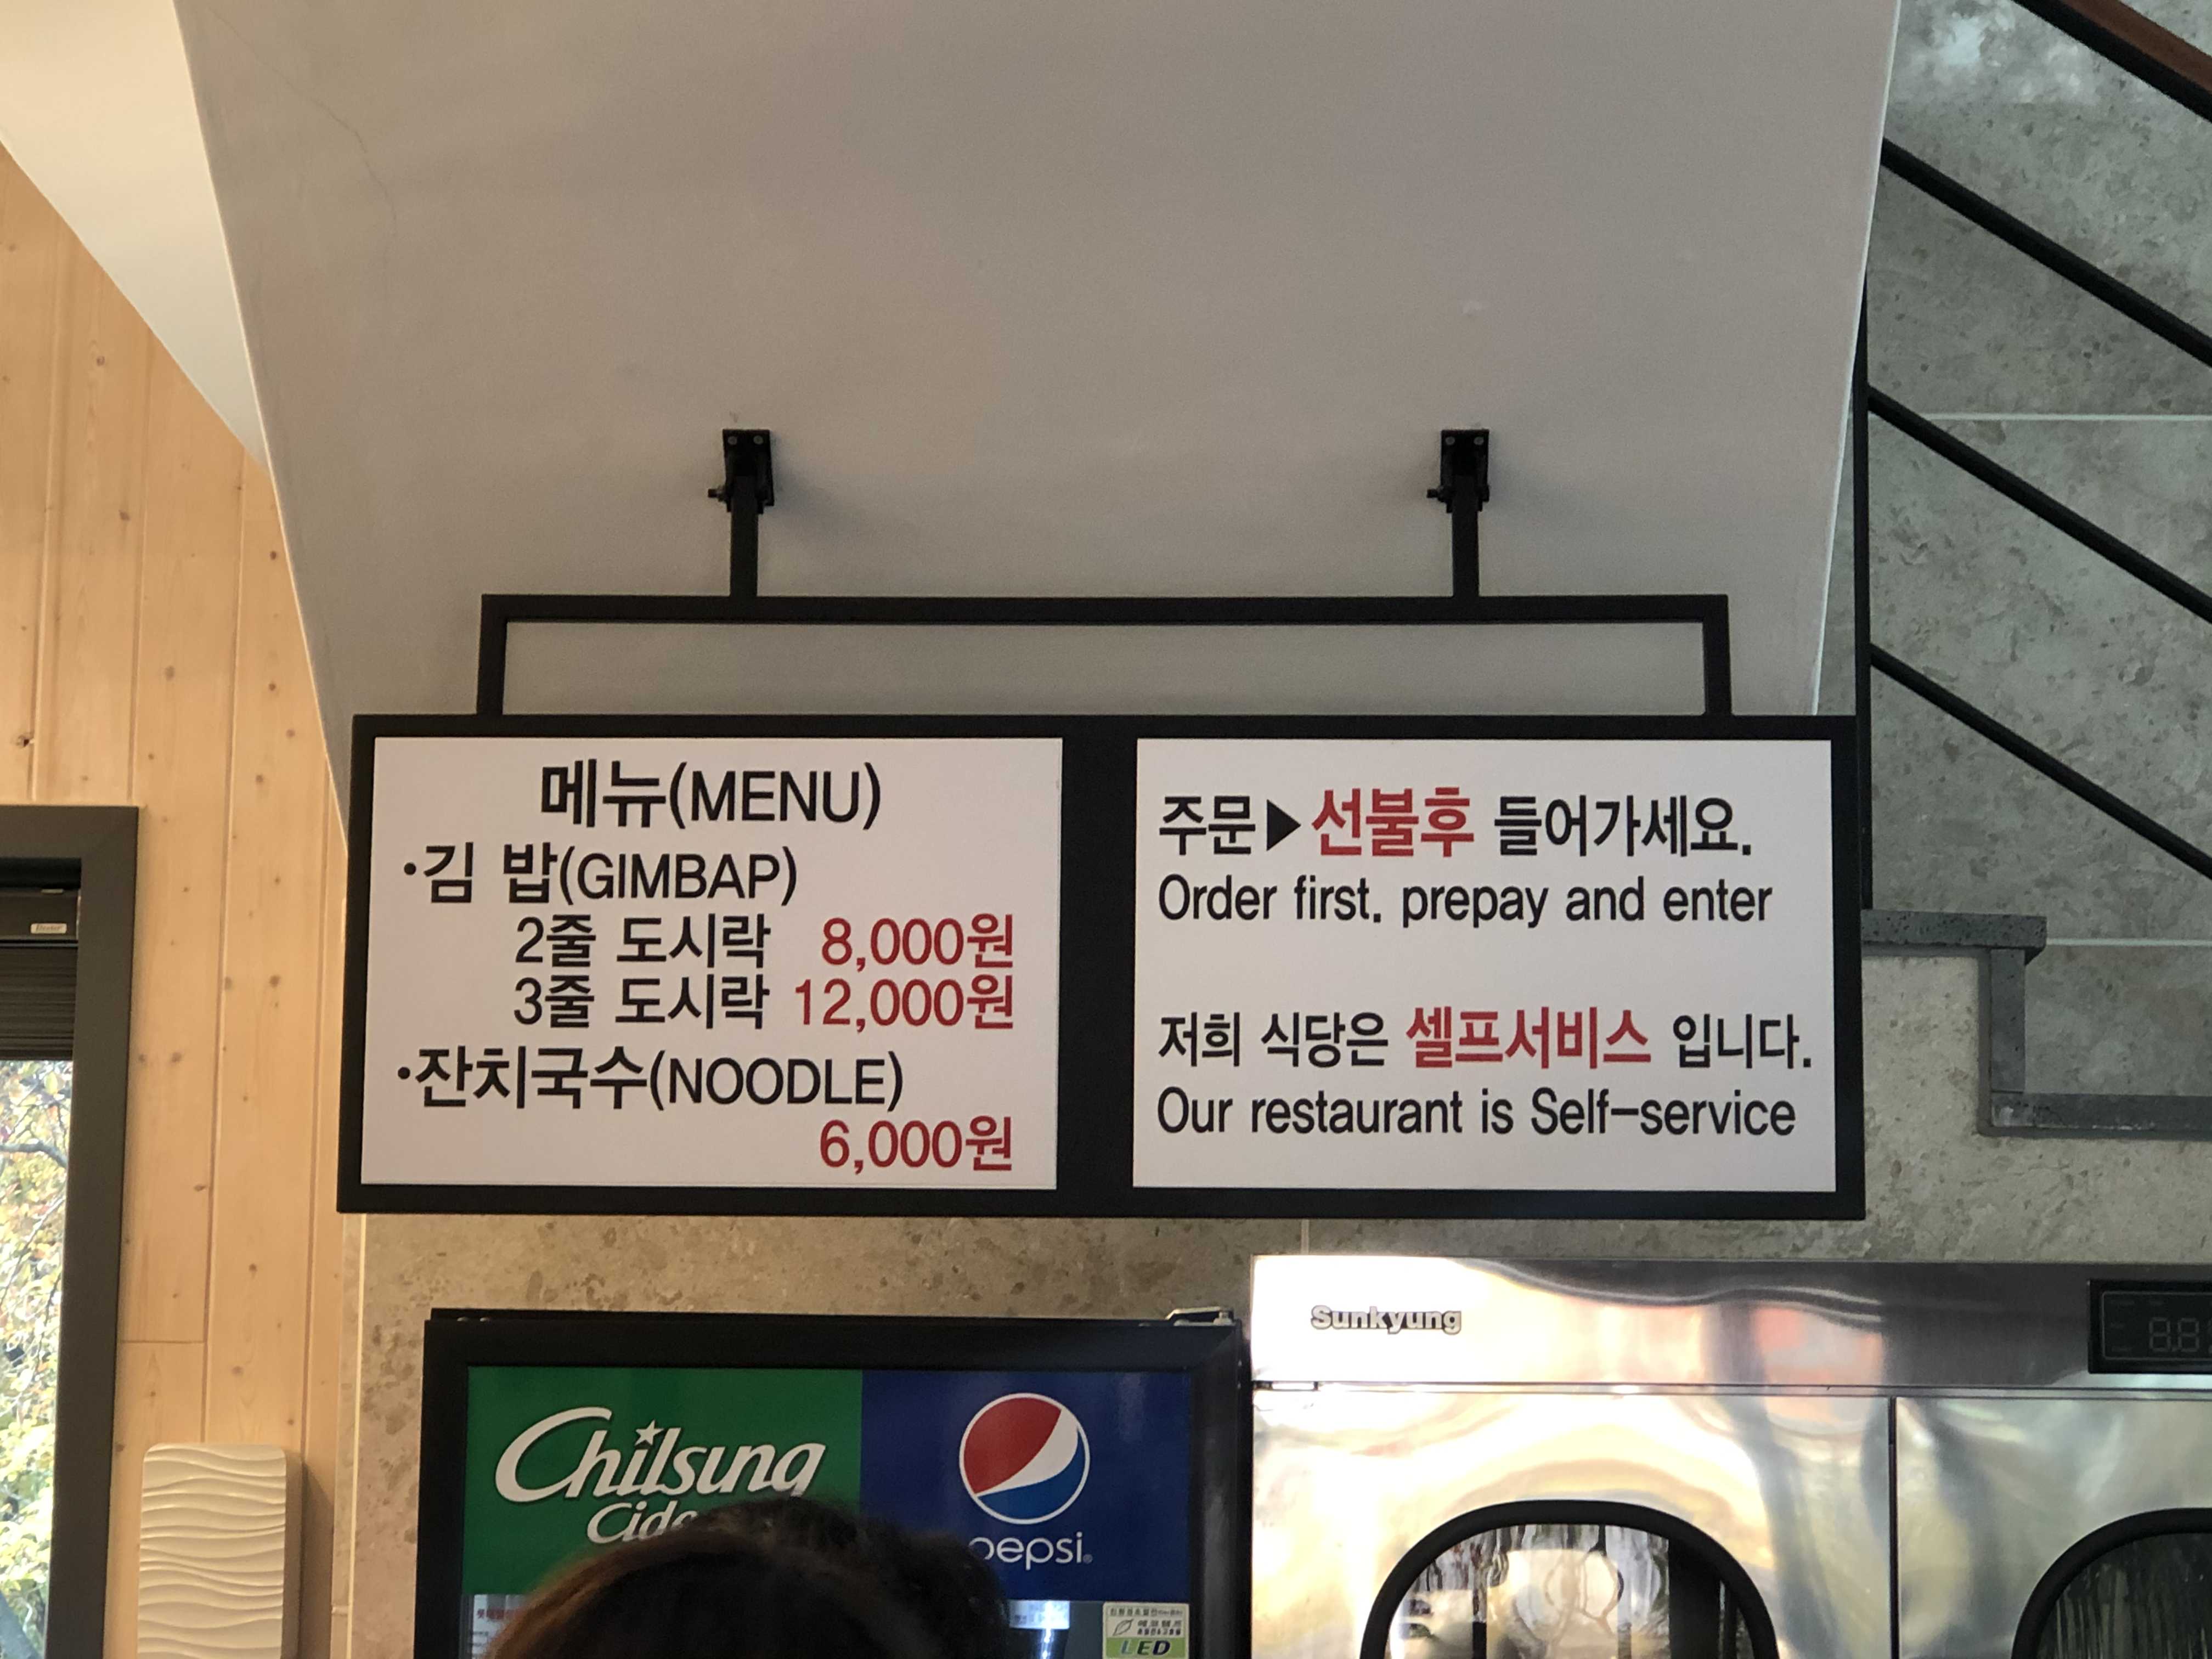 메뉴(MENU)
·김 밥(GIMBAP)
2줄 도시락 8,000원
3줄 도시락 12,000원
·잔치국수(NOODLE)
6,000원
주문▶선불후 들어가세요.
Order first. prepay and enter
저희 식당은 셀프서비스 입니다.
Our restaurant is Self-service
Sunkyung
Chilsung
pepsi
LED